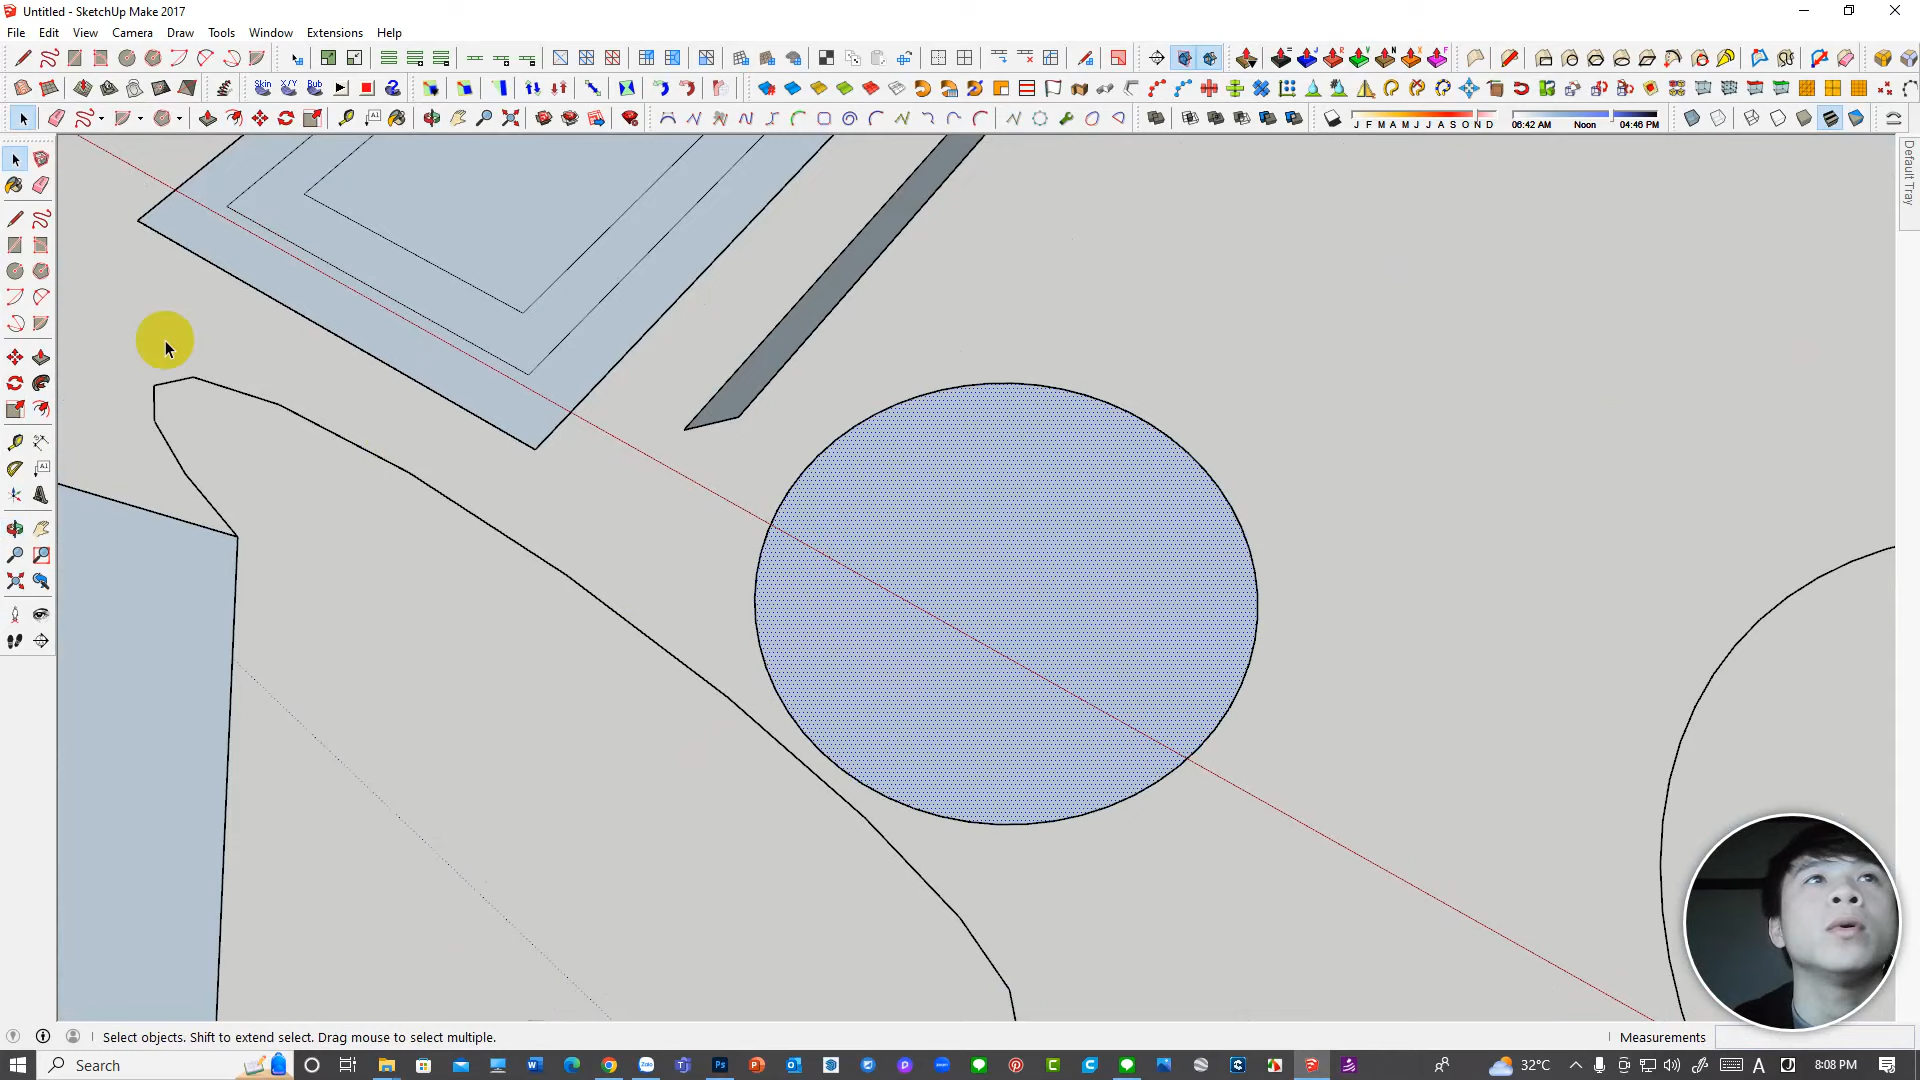 Untitled - SketchUp Make 2017
File Edit View Camera Draw Tools Window Extensions Help
Skin X/Y Bub
J F M A M J J A S O N D 06:42 AM Noon 04:46 PM
Default Tray
Select objects. Shift to extend select. Drag mouse to select multiple.
Measurements
Search
32°C
8:08 PM